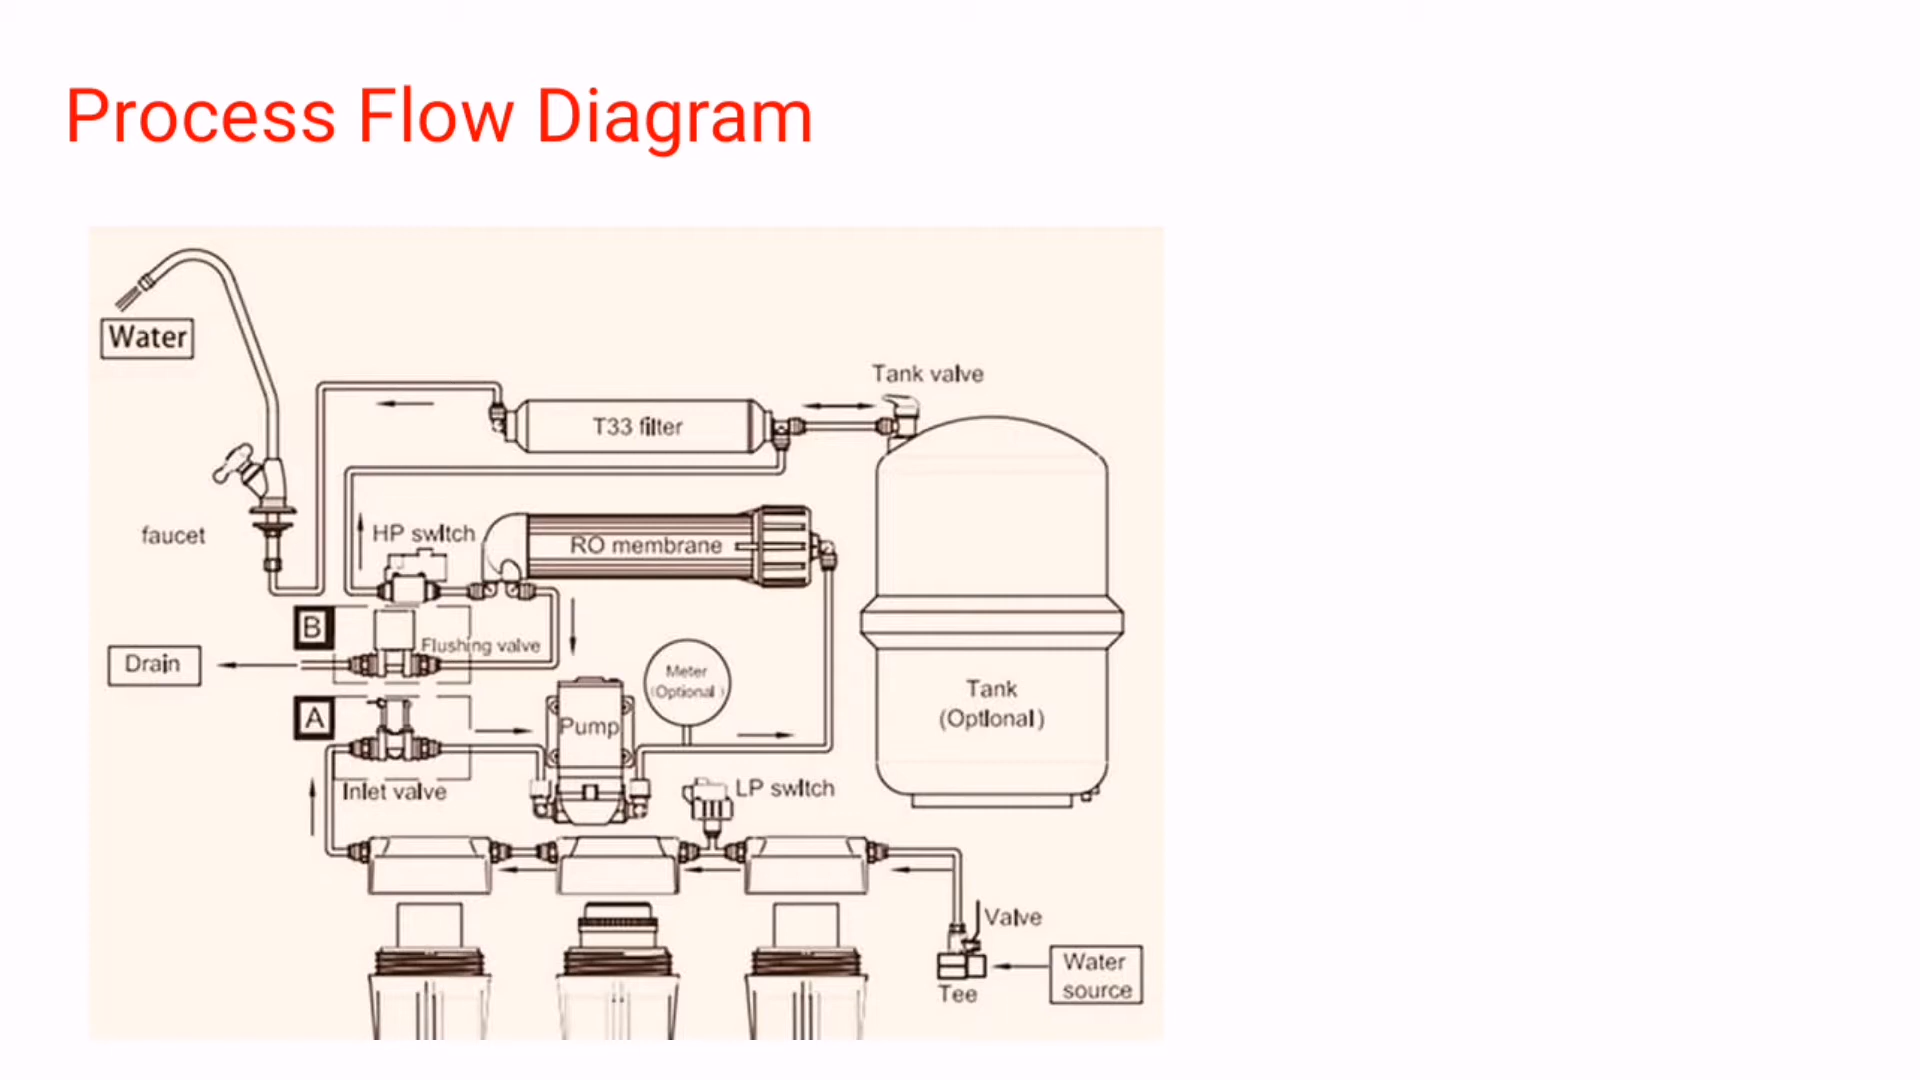 Process Flow Diagram
Water
Tank valve
T33 filter
faucet
HP switch
RO membrane
B
Flushing valve
Drain
Meter
(Optional)
A
Pump
Tank
(Optional)
Inlet valve
LP switch
Valve
Water
source
Tee